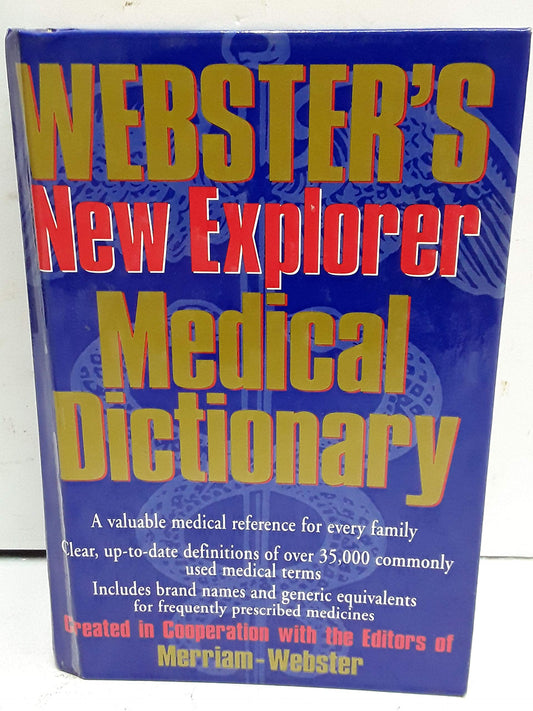 WEBSTER'S
New Explorer
Medical
Dictionary
A valuable medical reference for every family
Clear, up-to-date definitions of over 35,000 commonly
used medical terms
Includes brand names and generic equivalents
for frequently prescribed medicines
Created in Cooperation with the Editors of
Merriam-Webster